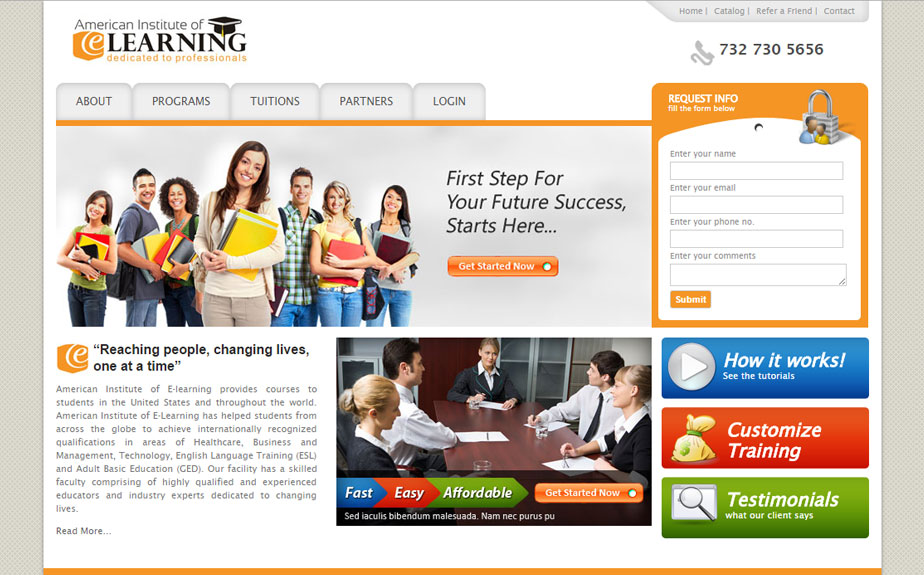 Home | Catalog | Refer a Friend | Contact
American Institute of
eLEARNING
dedicated to professionals
732 730 5656
ABOUT PROGRAMS TUITIONS PARTNERS LOGIN
First Step For
Your Future Success,
Starts Here...
Get Started Now
REQUEST INFO
fill the form below
Enter your name
Enter your email
Enter your phone no.
Enter your comments
Submit
e
“Reaching people, changing lives,
one at a time”
American Institute of E-learning provides courses to
students in the United States and throughout the world.
American Institute of E-Learning has helped students from
across the globe to achieve internationally recognized
qualifications in areas of Healthcare, Business and
Management, Technology, English Language Training (ESL)
and Adult Basic Education (GED). Our facility has a skilled
faculty comprising of highly qualified and experienced
educators and industry experts dedicated to changing
lives.
Read More...
Fast Easy Affordable
Get Started Now
Sed iaculis bibendum malesuada. Nam nec purus pu
How it works!
See the tutorials
Customize
Training
Testimonials
what our client says